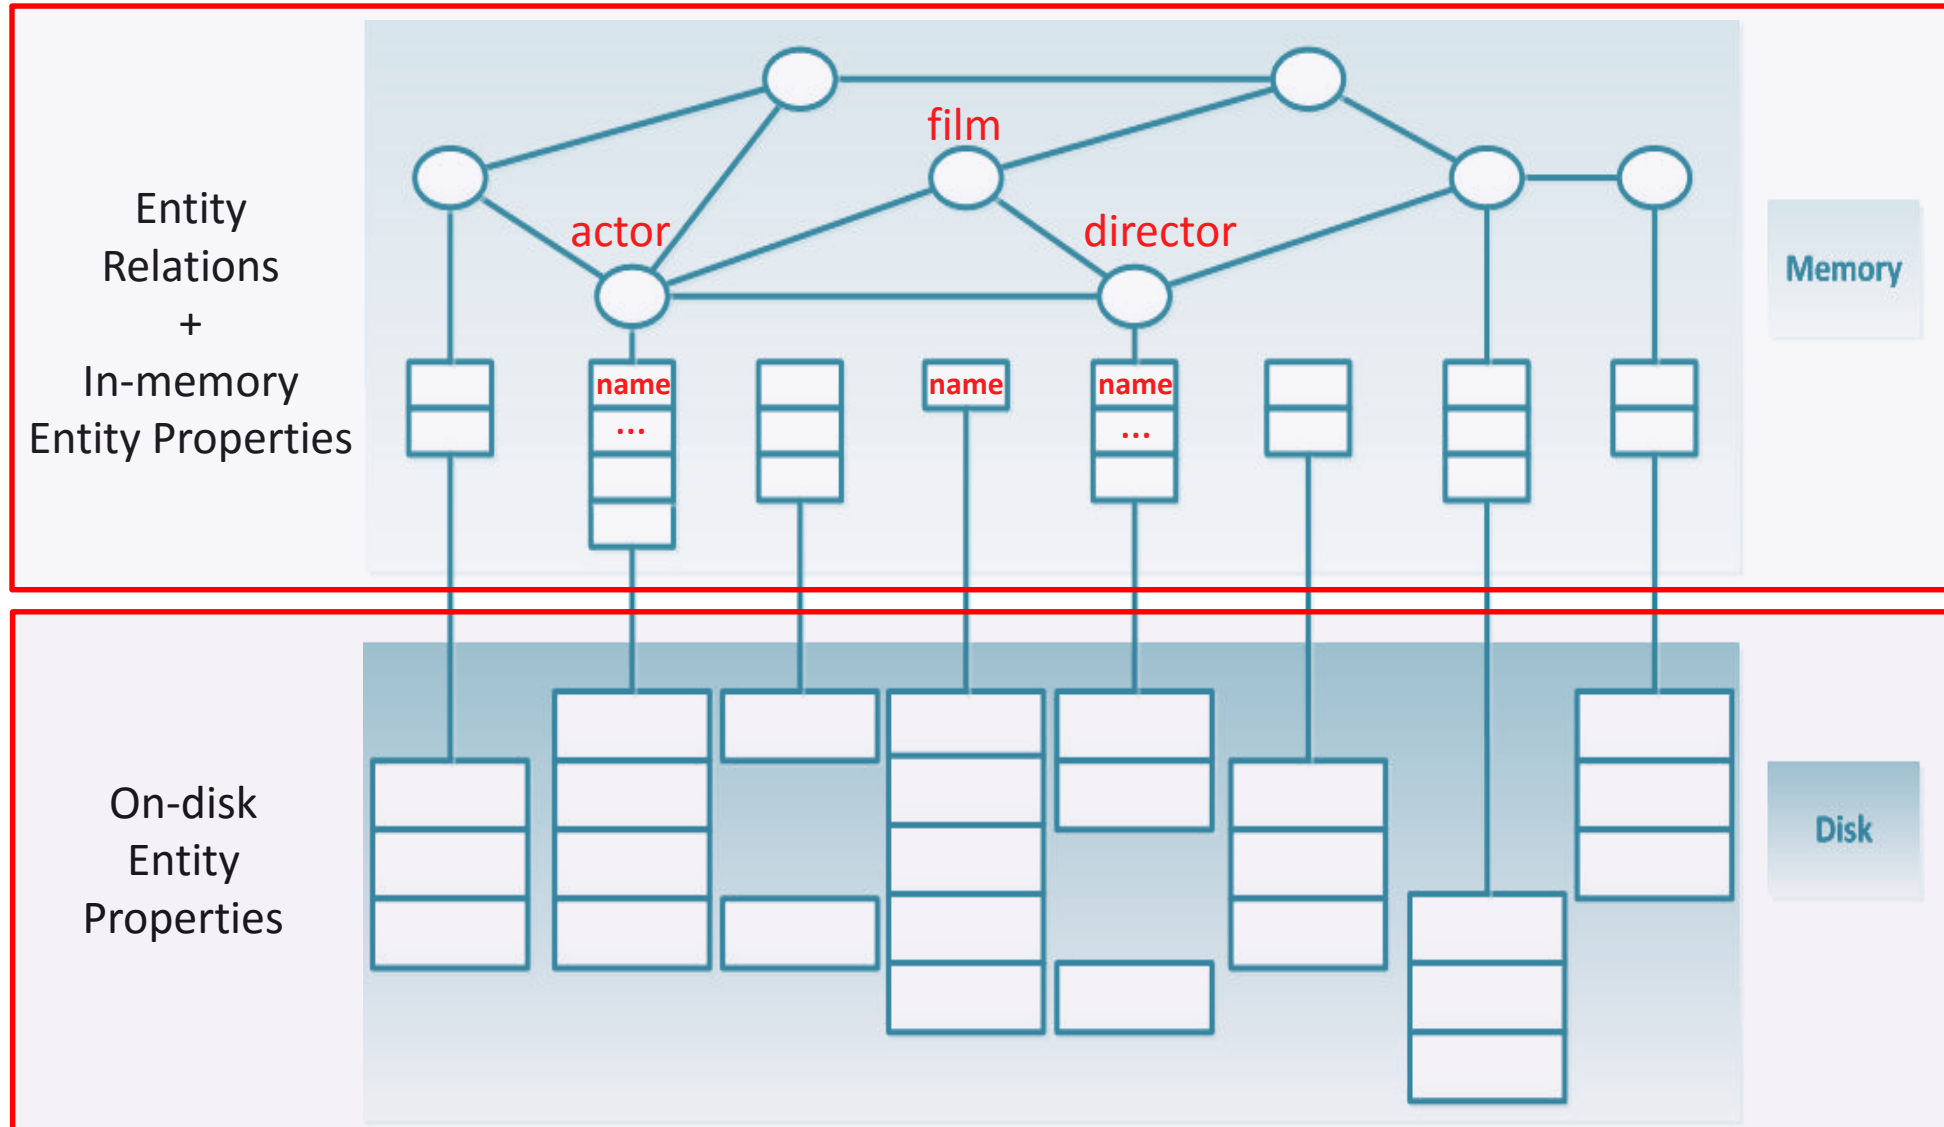 Entity
Relations
+
In-memory
Entity Properties
film
actor
director
name
...
name
name
...
Memory
On-disk
Entity
Properties
Disk